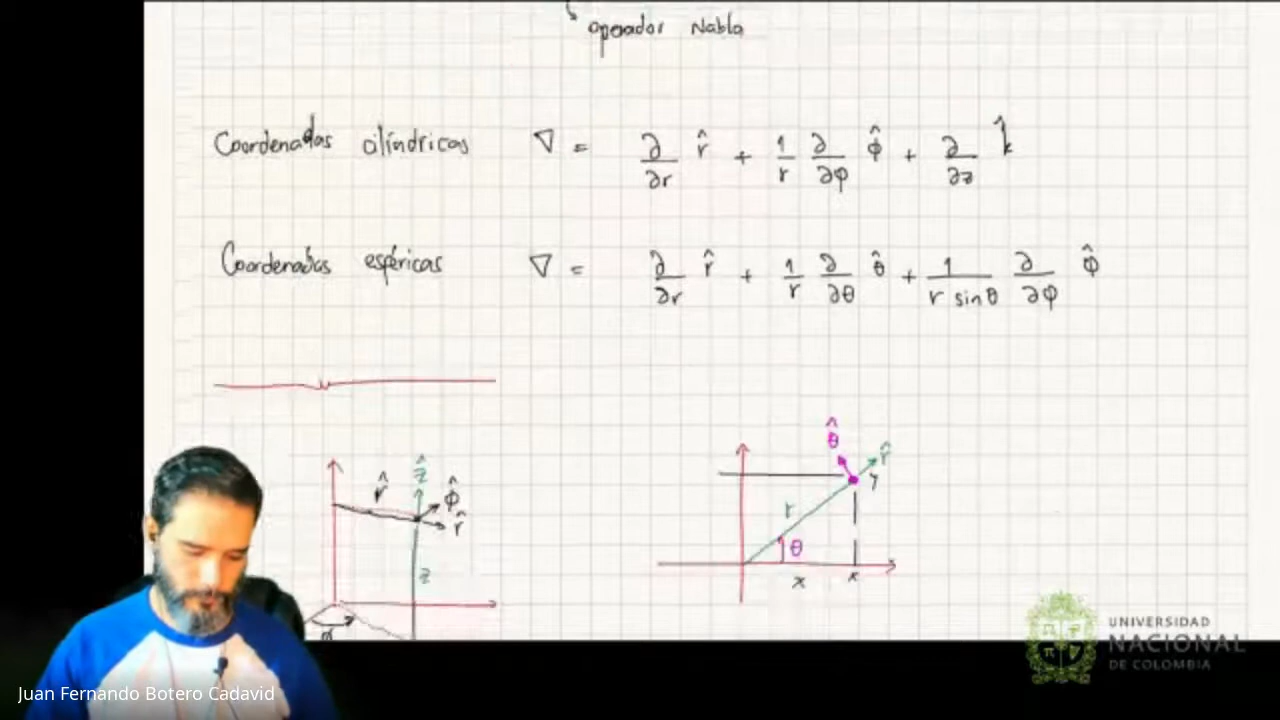 operador Nabla
Coordenadas cilíndricas ∇ = ∂/∂r r̂ + 1/r ∂/∂φ φ̂ + ∂/∂z k̂
Coordenadas esféricas ∇ = ∂/∂r r̂ + 1/r ∂/∂θ θ̂ + 1/(r sinθ) ∂/∂φ φ̂
ẑ
r̂
φ̂
r̂
z
θ̂
r̂
y
r
θ
x
x
UNIVERSIDAD
NACIONAL
DE COLOMBIA
Juan Fernando Botero Cadavid